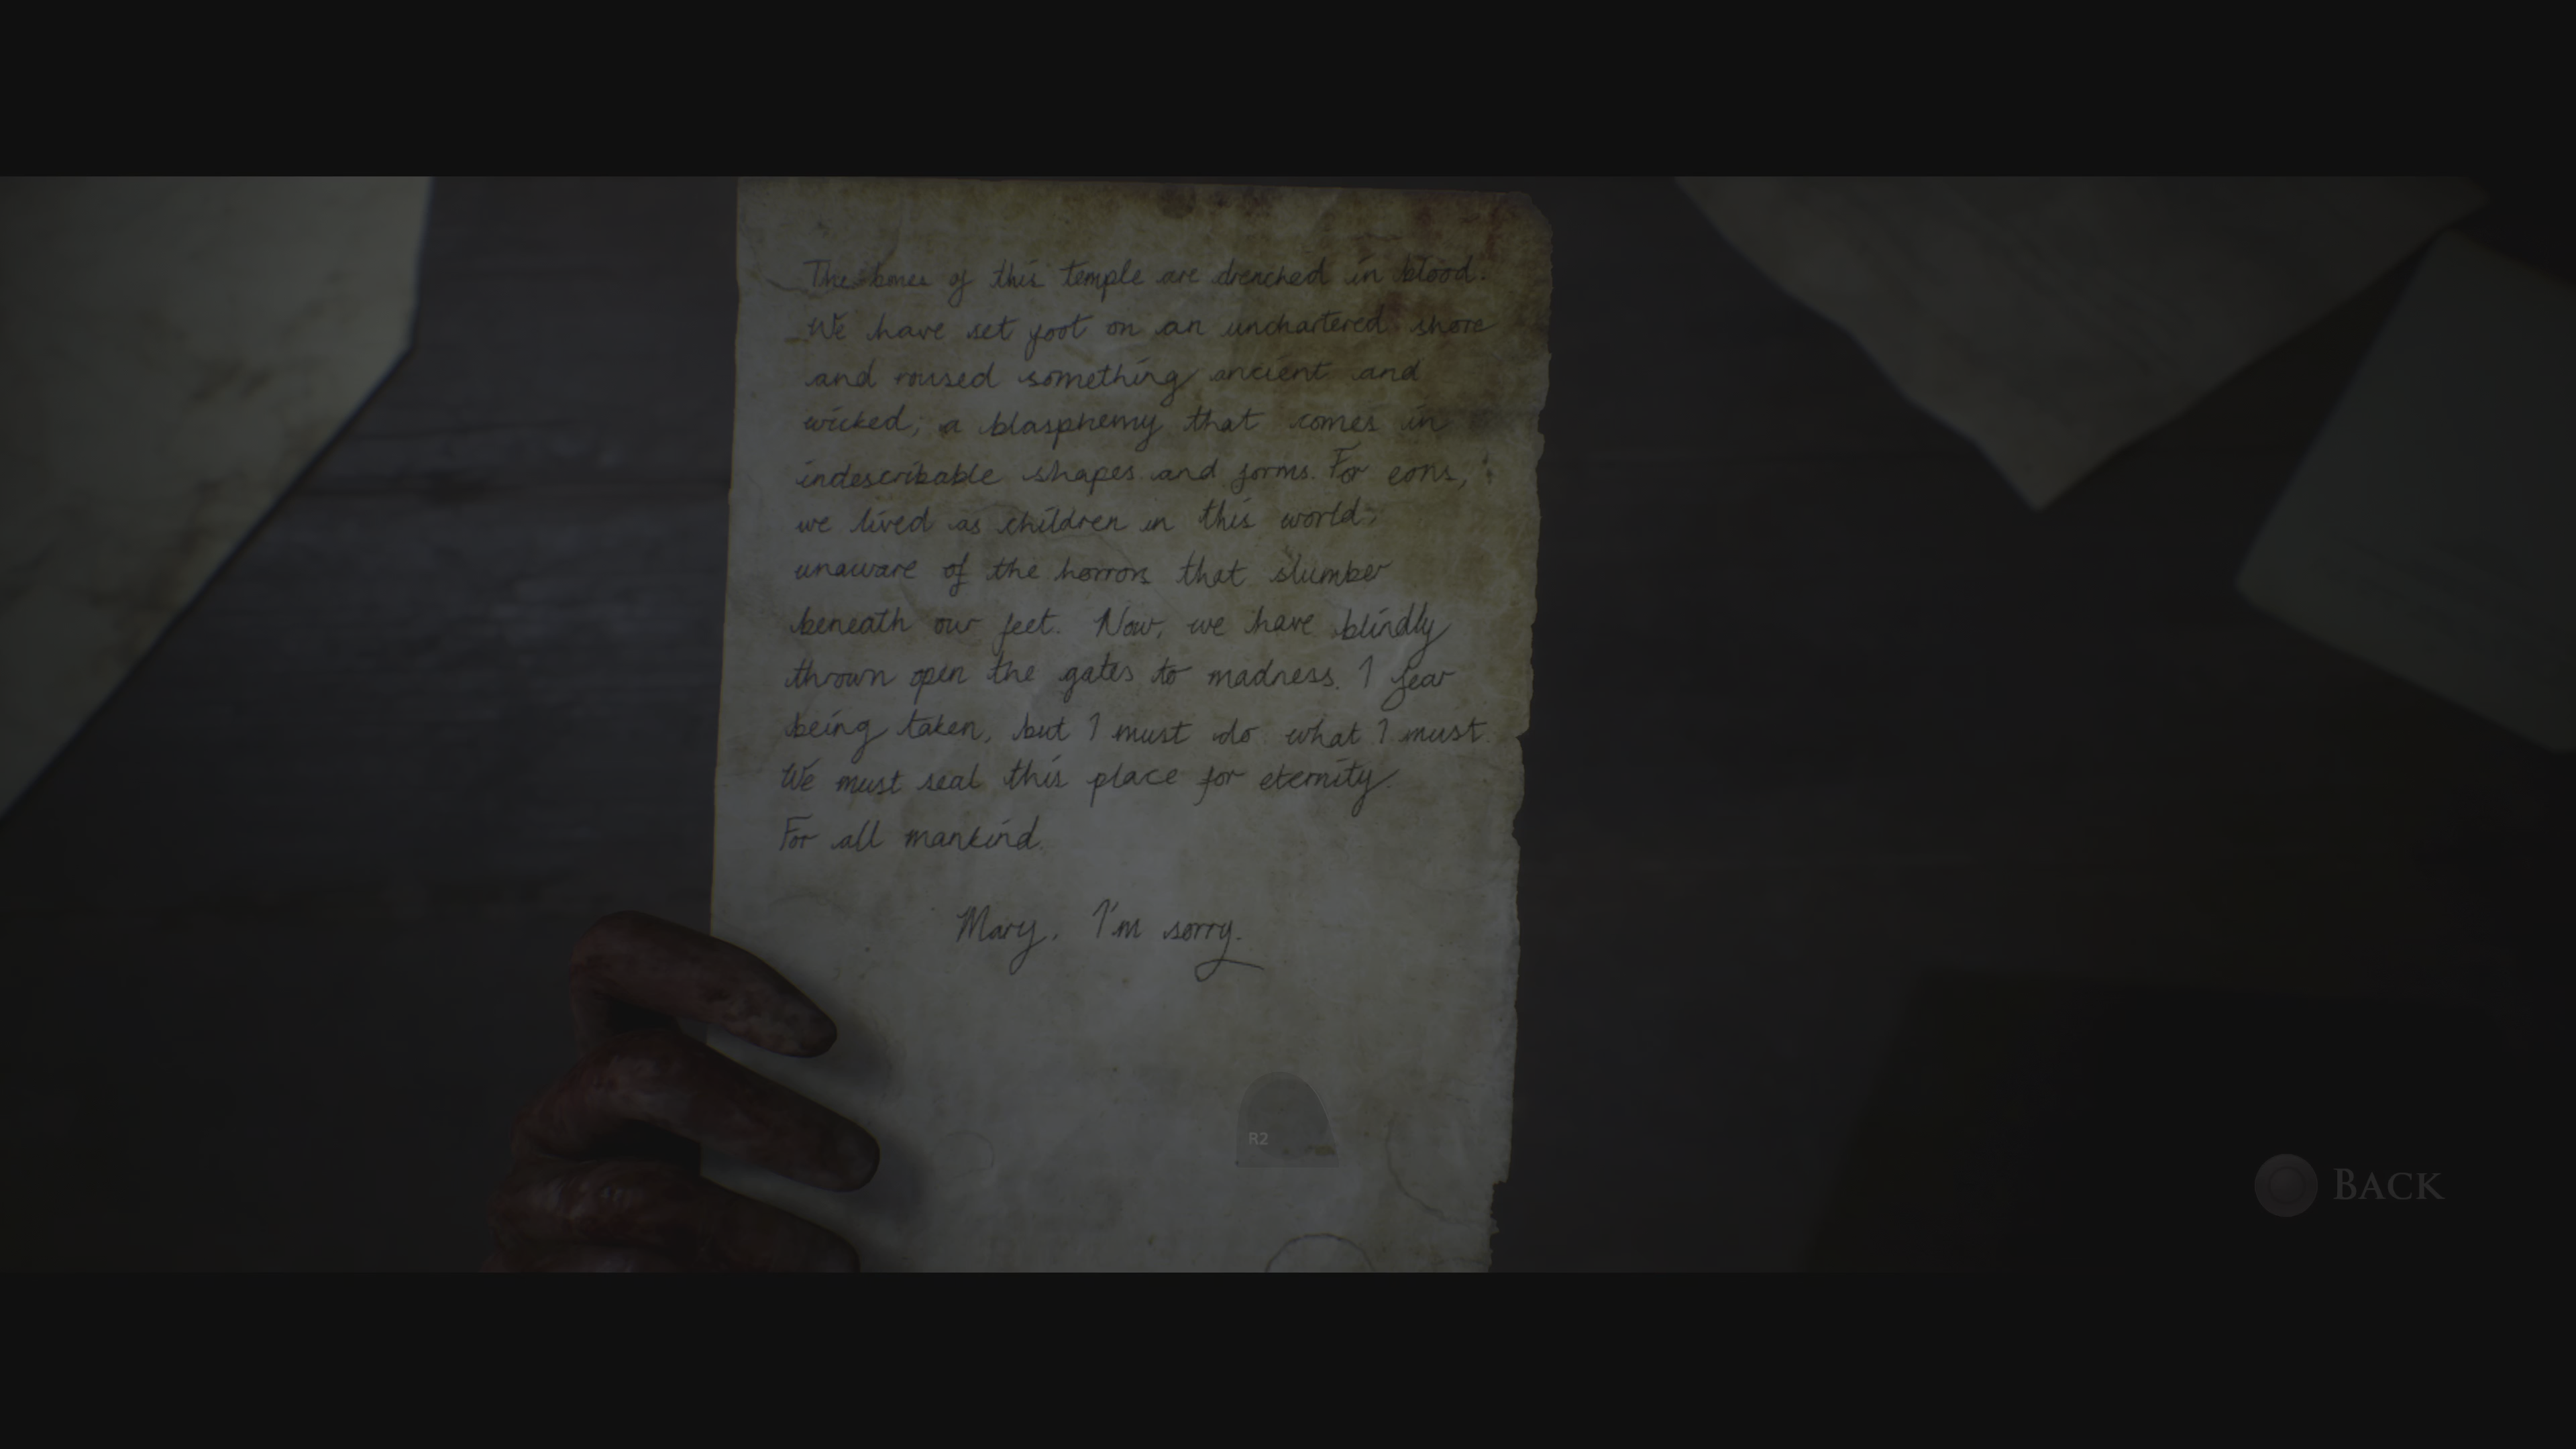 The bones of this temple are drenched in blood.
We have set foot on an unchartered shore
and roused something ancient and
wicked; a blasphemy that comes in
indescribable shapes and forms. For eons,
we lived as children in this world,
unaware of the horrors that slumber
beneath our feet. Now, we have blindly
thrown open the gates to madness. I fear
being taken, but I must do what I must.
We must seal this place for eternity.
For all mankind.
Mary, I'm sorry.
R2
BACK